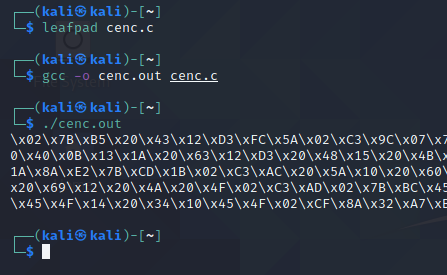 ┌──(kali㉿kali)-[~]
└─$ leafpad cenc.c
┌──(kali㉿kali)-[~]
└─$ gcc -o cenc.out cenc.c
┌──(kali㉿kali)-[~]
└─$ ./cenc.out
\x02\x7B\xB5\x20\x43\x12\xD3\xFC\x5A\x02\xC3\x9C\x07\x7
0\x40\x0B\x13\x1A\x20\x63\x12\xD3\x20\x48\x15\x20\x4B\
1A\x8A\xE2\x7B\xCD\x1B\x02\xC3\xAC\x20\x5A\x10\x20\x60\
\x20\x69\x12\x20\x4A\x20\x4F\x02\xC3\xAD\x02\x7B\xBC\x45
\x45\x4F\x14\x20\x34\x10\x45\x4F\x02\xCF\x8A\x32\xA7\xB
┌──(kali㉿kali)-[~]
└─$